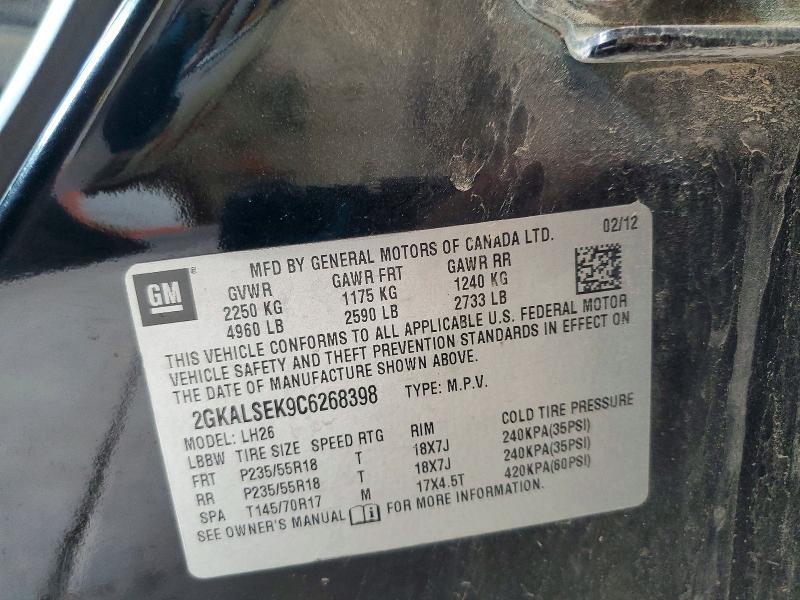 GM ®
MFD BY GENERAL MOTORS OF CANADA LTD. 02/12
GVWR GAWR FRT GAWR RR
2250 KG 1175 KG 1240 KG
4960 LB 2590 LB 2733 LB
THIS VEHICLE CONFORMS TO ALL APPLICABLE U.S. FEDERAL MOTOR
VEHICLE SAFETY AND THEFT PREVENTION STANDARDS IN EFFECT ON
THE DATE OF MANUFACTURE SHOWN ABOVE.
2GKALSEK9C6268398 TYPE: M.P.V.
MODEL: LH26
LBBW TIRE SIZE SPEED RTG RIM COLD TIRE PRESSURE
FRT P235/55R18 T 18X7J 240KPA(35PSI)
RR P235/55R18 T 18X7J 240KPA(35PSI)
SPA T145/70R17 M 17X4.5T 420KPA(60PSI)
SEE OWNER'S MANUAL FOR MORE INFORMATION.